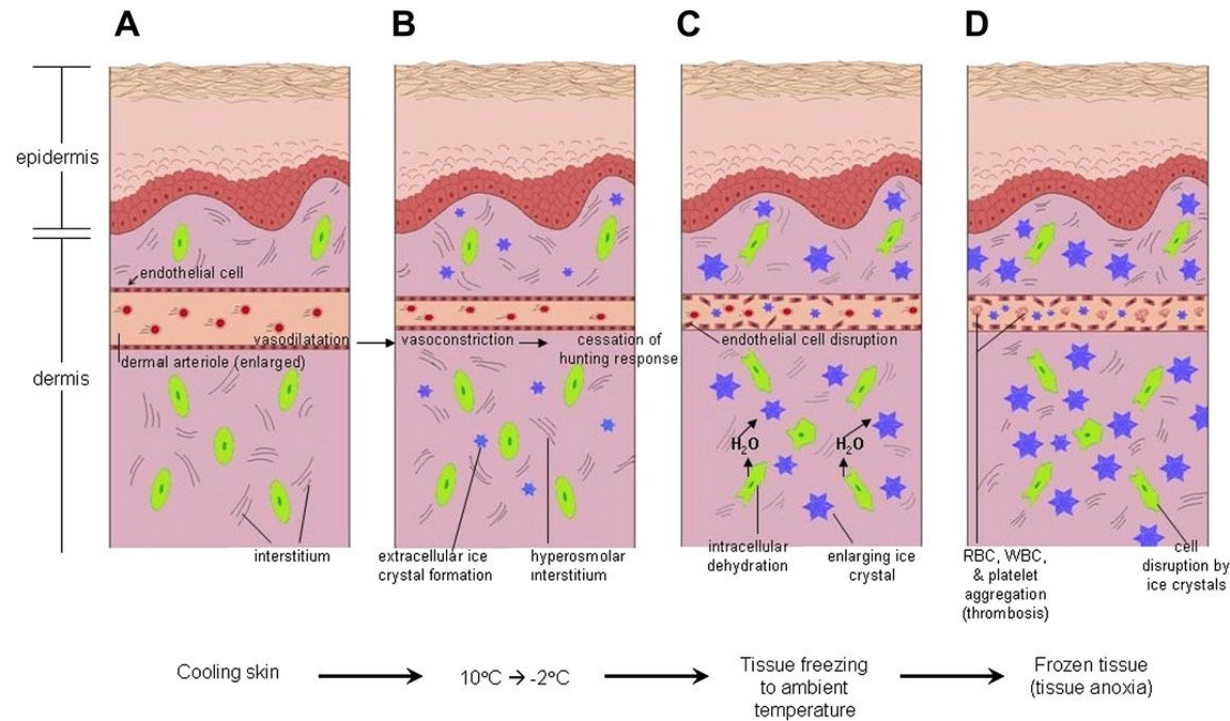 A
B
C
D
epidermis
dermis
endothelial cell
vasodilatation
dermal arteriole (enlarged)
interstitium
vasoconstriction
cessation of
hunting response
extracellular ice
crystal formation
hyperosmolar
interstitium
endothelial cell disruption
H2O
H2O
intracellular
dehydration
enlarging ice
crystal
RBC, WBC,
& platelet
aggregation
(thrombosis)
cell
disruption by
ice crystals
Cooling skin
10°C → -2°C
Tissue freezing
to ambient
temperature
Frozen tissue
(tissue anoxia)